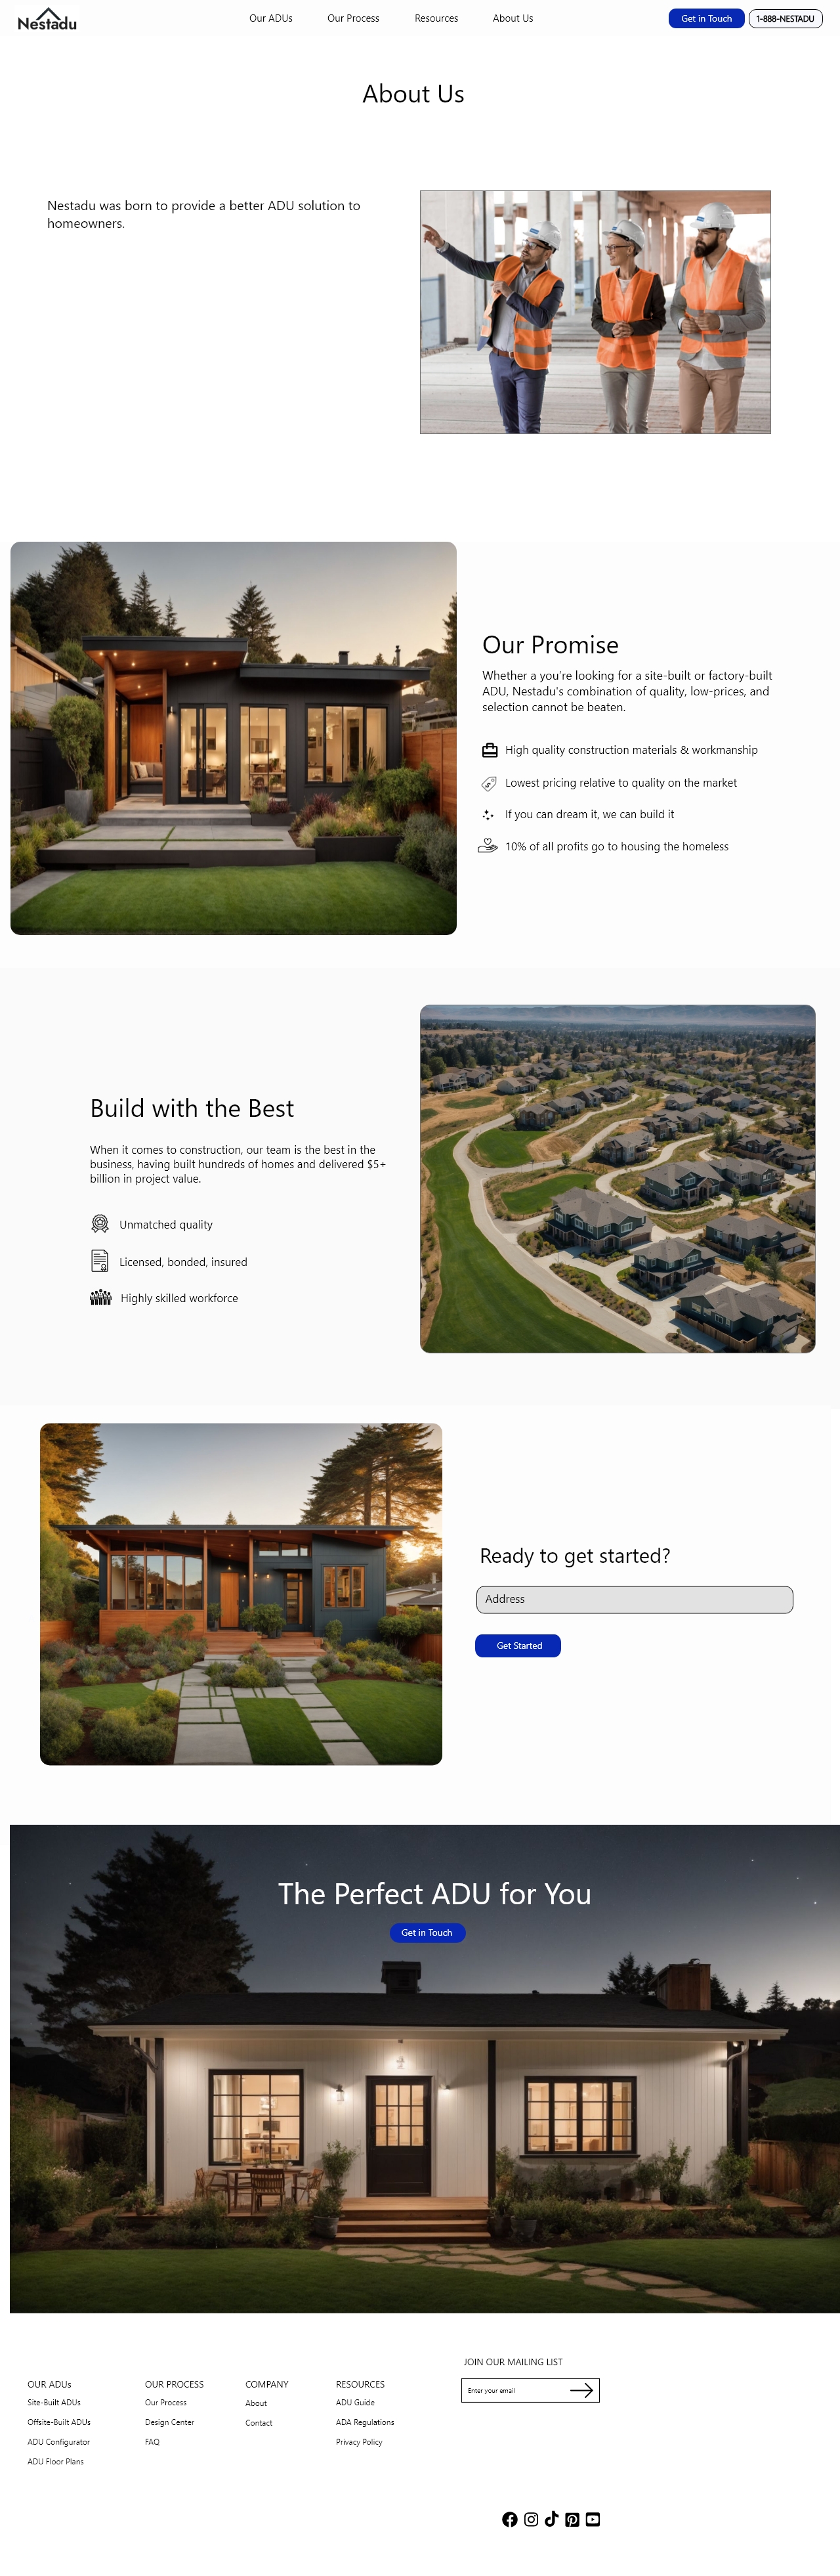 Nestadu
Our ADUs
Our Process
Resources
About Us
Get in Touch
1-888-NESTADU
About Us
Nestadu was born to provide a better ADU solution to
homeowners.
Our Promise
Whether you're looking for a site-built or factory-built
ADU, Nestadu's combination of quality, low-prices, and
selection cannot be beaten.
High quality construction materials & workmanship
Lowest pricing relative to quality on the market
If you can dream it, we can build it
10% of all profits go to housing the homeless
Build with the Best
When it comes to construction, our team is the best in the
business, having built hundreds of homes and delivered $5+
billion in project value.
Unmatched quality
Licensed, bonded, insured
Highly skilled workforce
Ready to get started?
Address
Get Started
The Perfect ADU for You
Get in Touch
OUR ADUs
Site-Built ADUs
Offsite-Built ADUs
ADU Configurator
ADU Floor Plans
OUR PROCESS
Our Process
Design Center
FAQ
COMPANY
About
Contact
RESOURCES
ADU Guide
ADA Regulations
Privacy Policy
JOIN OUR MAILING LIST
Enter your email